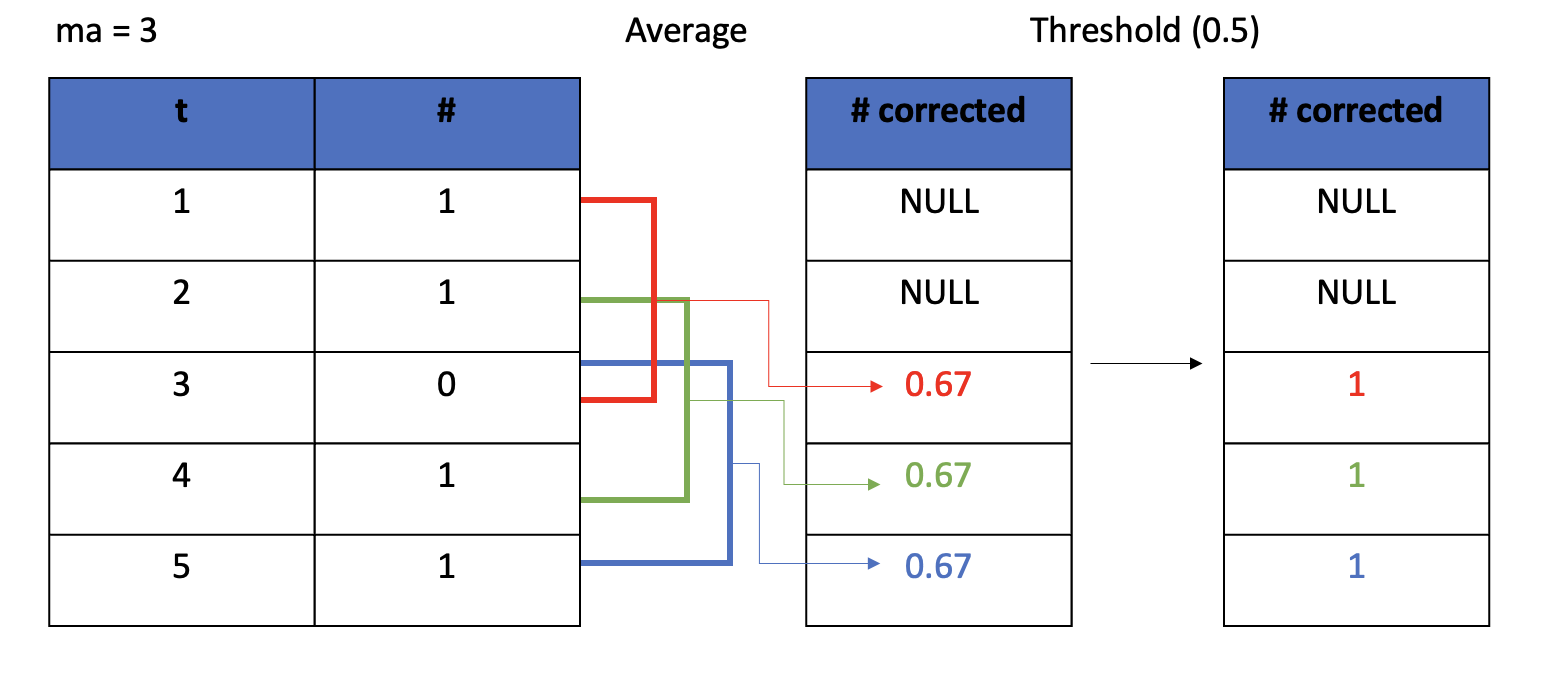 ma = 3 Average Threshold (0.5)
t # # corrected # corrected
1 1 NULL NULL
2 1 NULL NULL
3 0 0.67 1
4 1 0.67 1
5 1 0.67 1